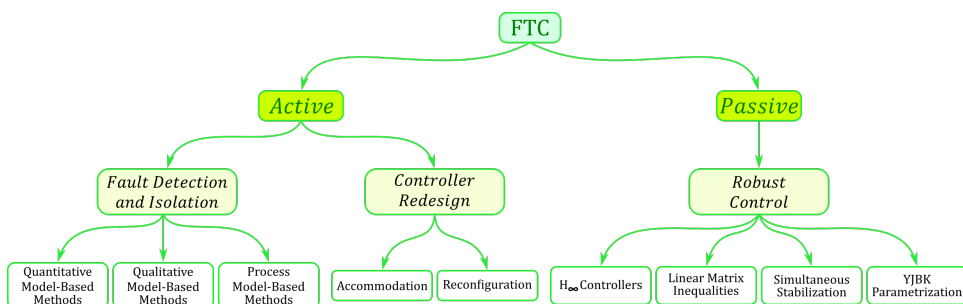 FTC
Active
Passive
Fault Detection
and Isolation
Controller
Redesign
Robust
Control
Quantitative
Model-Based
Methods
Qualitative
Model-Based
Methods
Process
Model-Based
Methods
Accommodation
Reconfiguration
H∞ Controllers
Linear Matrix
Inequalities
Simultaneous
Stabilization
YJBK
Parametrization